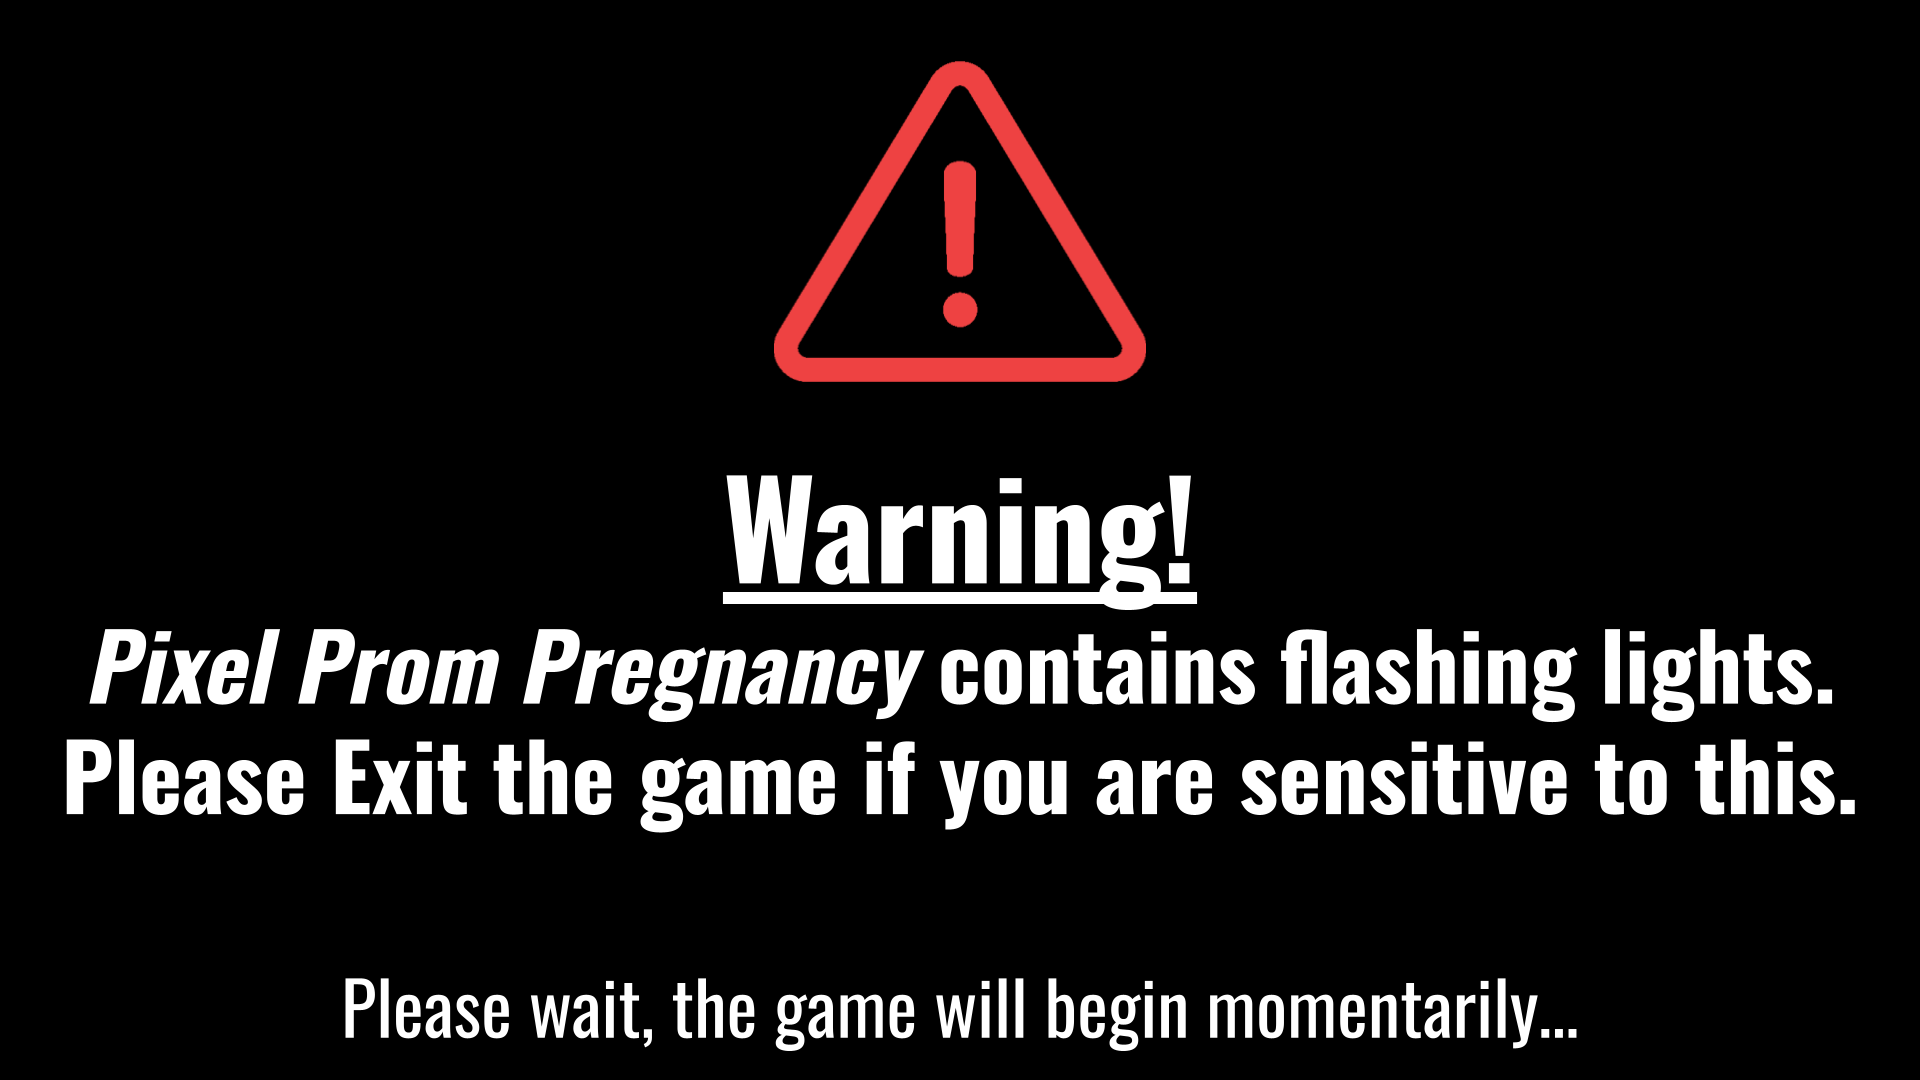 Warning!
Pixel Prom Pregnancy contains flashing lights.
Please Exit the game if you are sensitive to this.
Please wait, the game will begin momentarily...